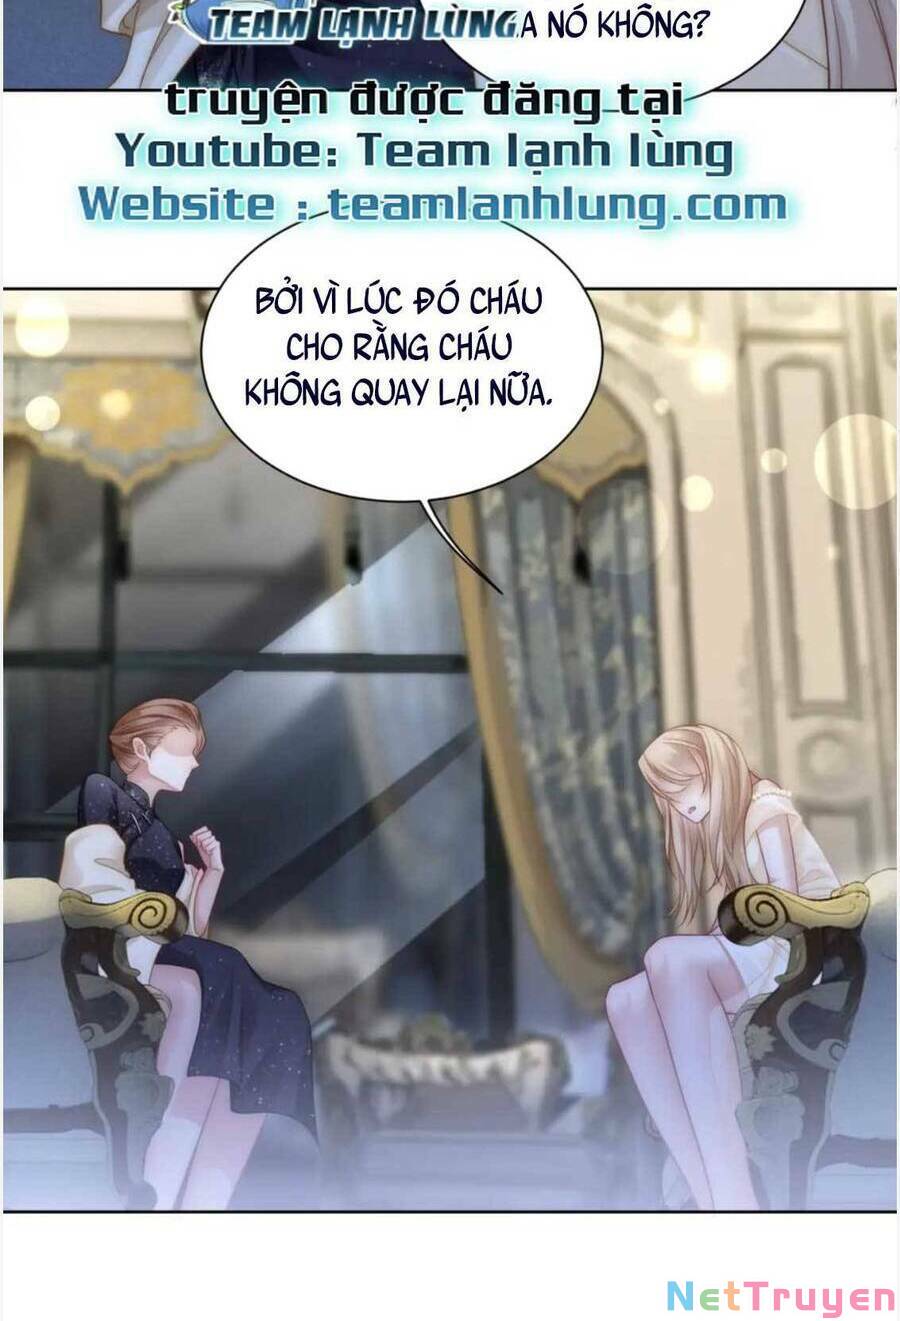 TEAM LẠNH LÙNG
A NÓ KHÔNG?
truyện được đăng tại
Youtube: Team lạnh lùng
Website : teamlanhlung.com
BỞI VÌ LÚC ĐÓ CHÁU
CHO RẰNG CHÁU
KHÔNG QUAY LẠI NỮA.
NetTruyen